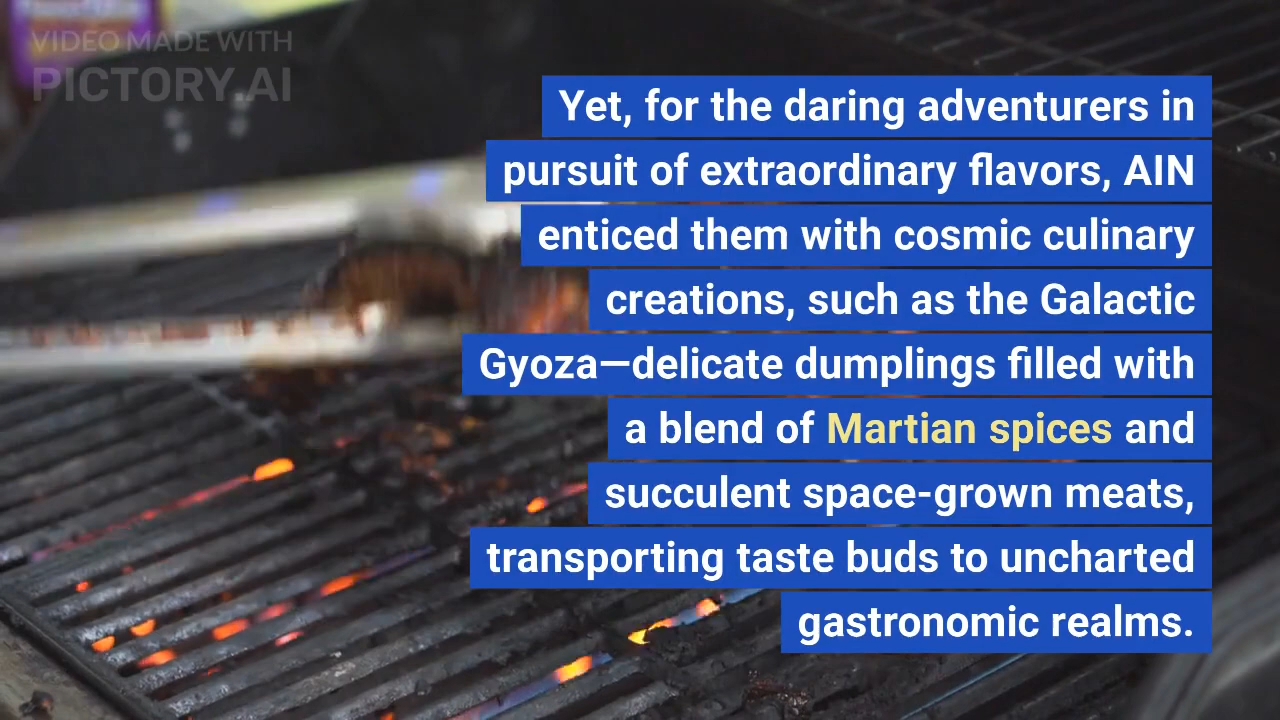 VIDEO MADE WITH
PICTORY.AI
Yet, for the daring adventurers in
pursuit of extraordinary flavors, AIN
enticed them with cosmic culinary
creations, such as the Galactic
Gyoza—delicate dumplings filled with
a blend of Martian spices and
succulent space-grown meats,
transporting taste buds to uncharted
gastronomic realms.